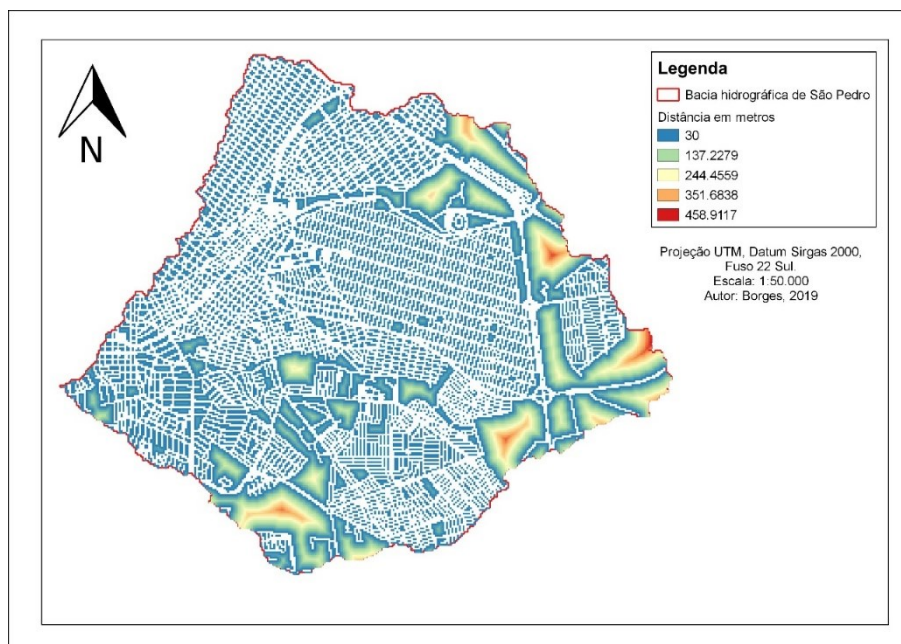 N
Legenda
Bacia hidrográfica de São Pedro
Distância em metros
30
137.2279
244.4559
351.6838
458.9117
Projeção UTM, Datum Sirgas 2000,
Fuso 22 Sul.
Escala: 1:50.000
Autor: Borges, 2019